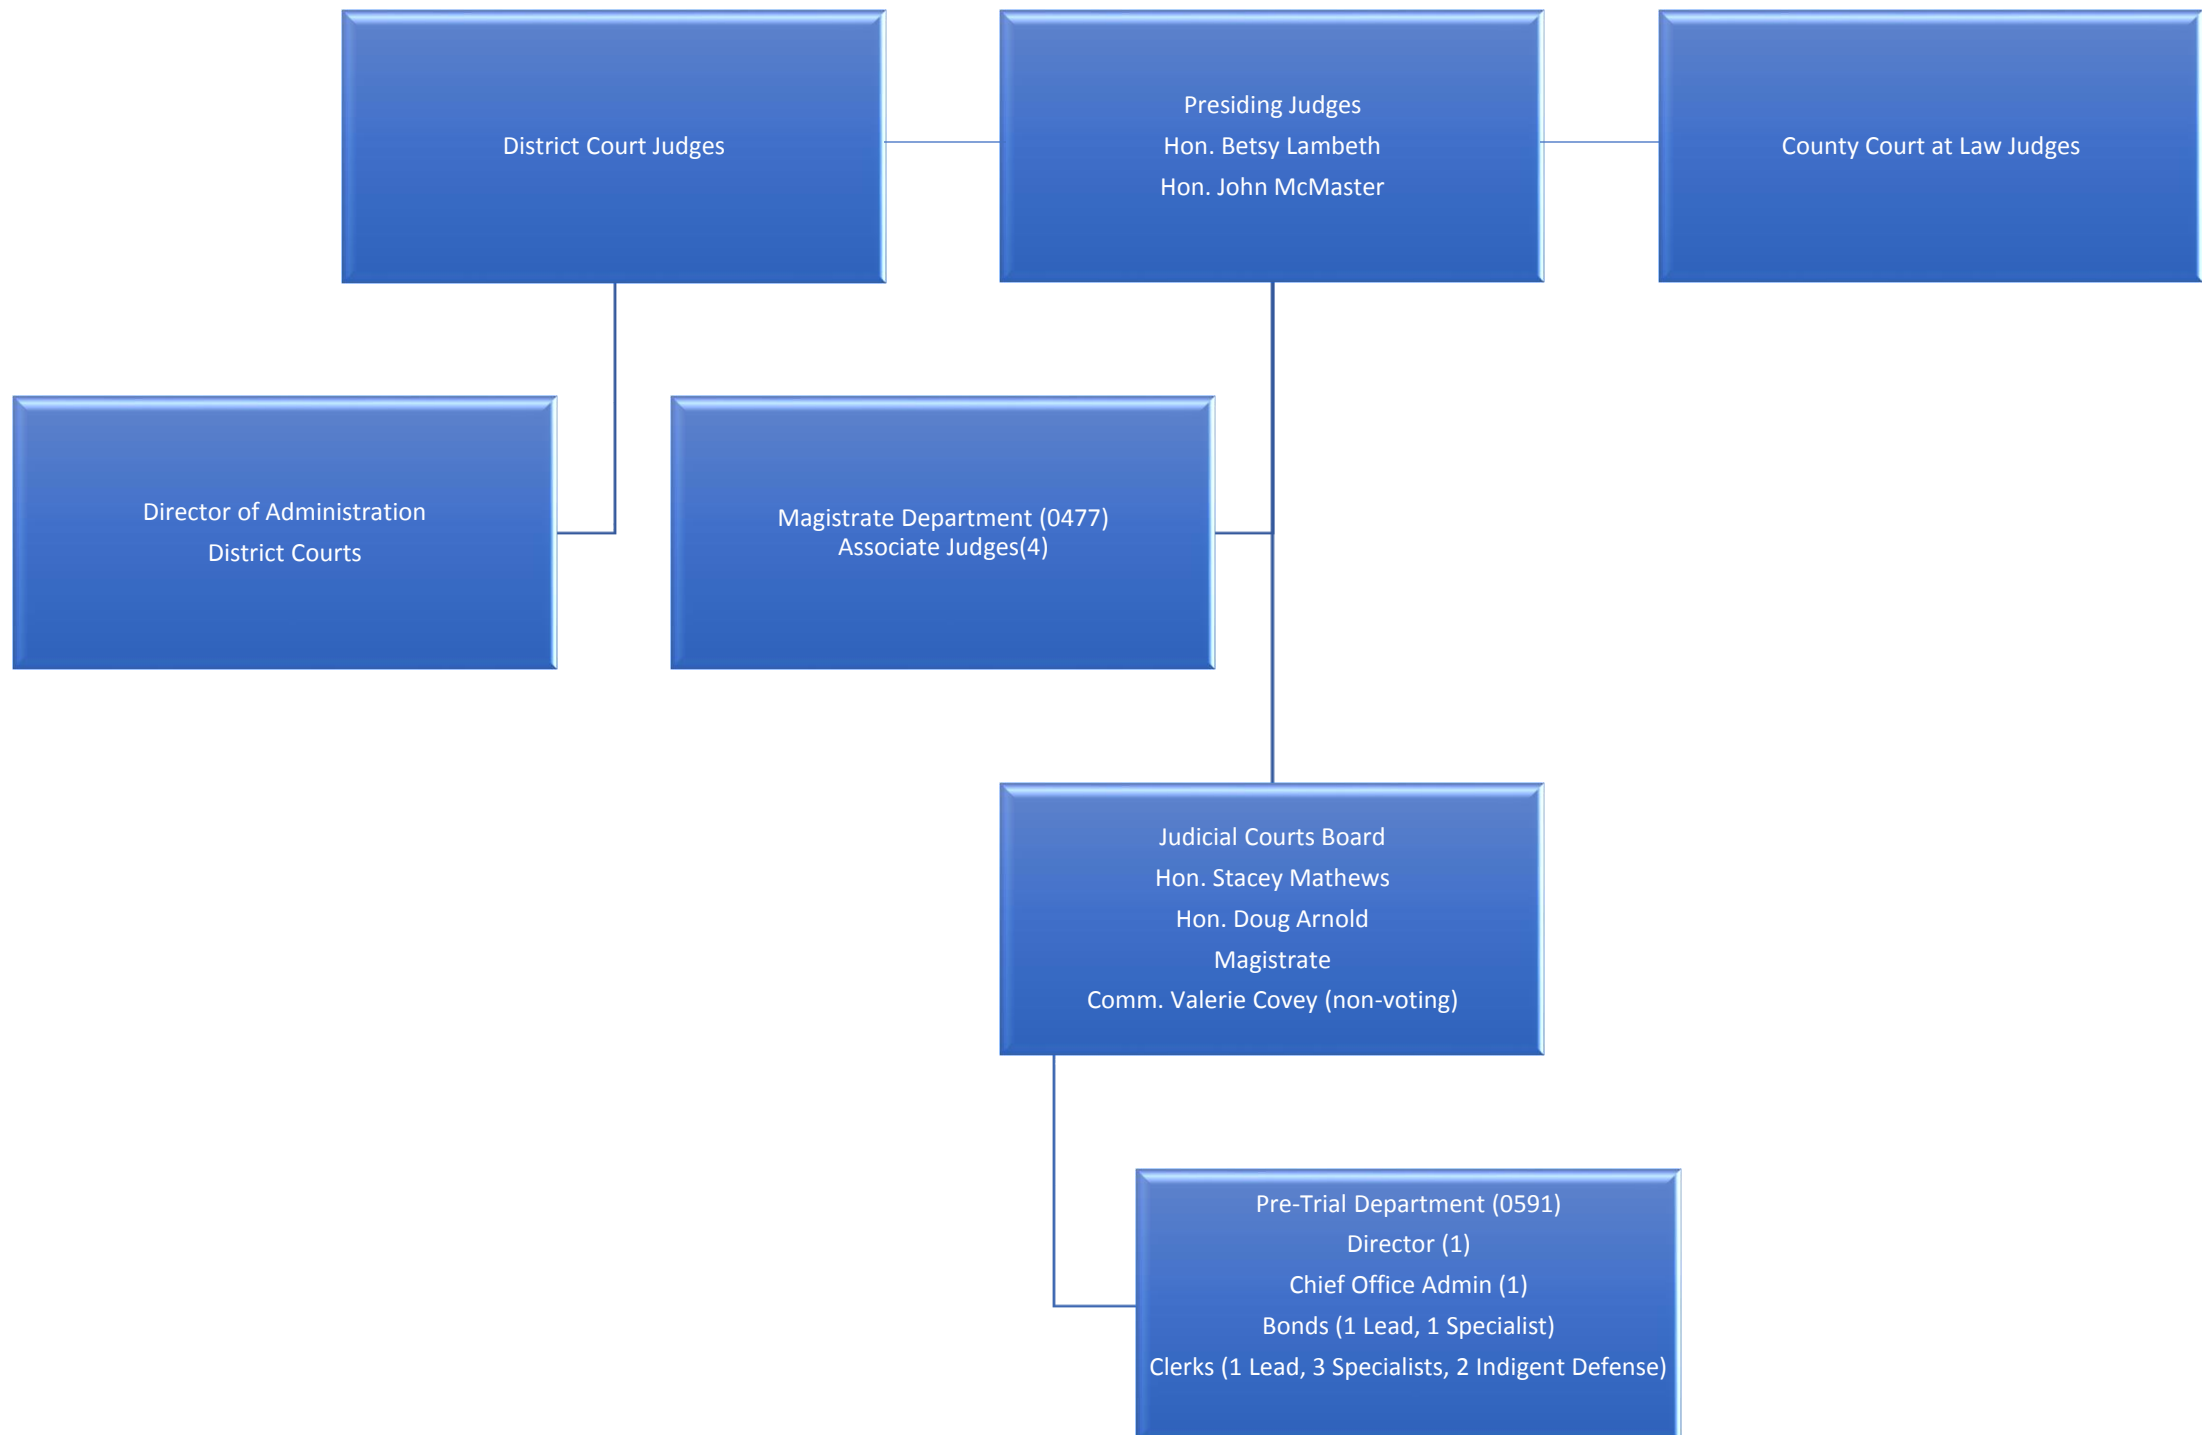 District Court Judges
Presiding Judges
Hon. Betsy Lambeth
Hon. John McMaster
County Court at Law Judges
Director of Administration
District Courts
Magistrate Department (0477)
Associate Judges(4)
Judicial Courts Board
Hon. Stacey Mathews
Hon. Doug Arnold
Magistrate
Comm. Valerie Covey (non-voting)
Pre-Trial Department (0591)
Director (1)
Chief Office Admin (1)
Bonds (1 Lead, 1 Specialist)
Clerks (1 Lead, 3 Specialists, 2 Indigent Defense)